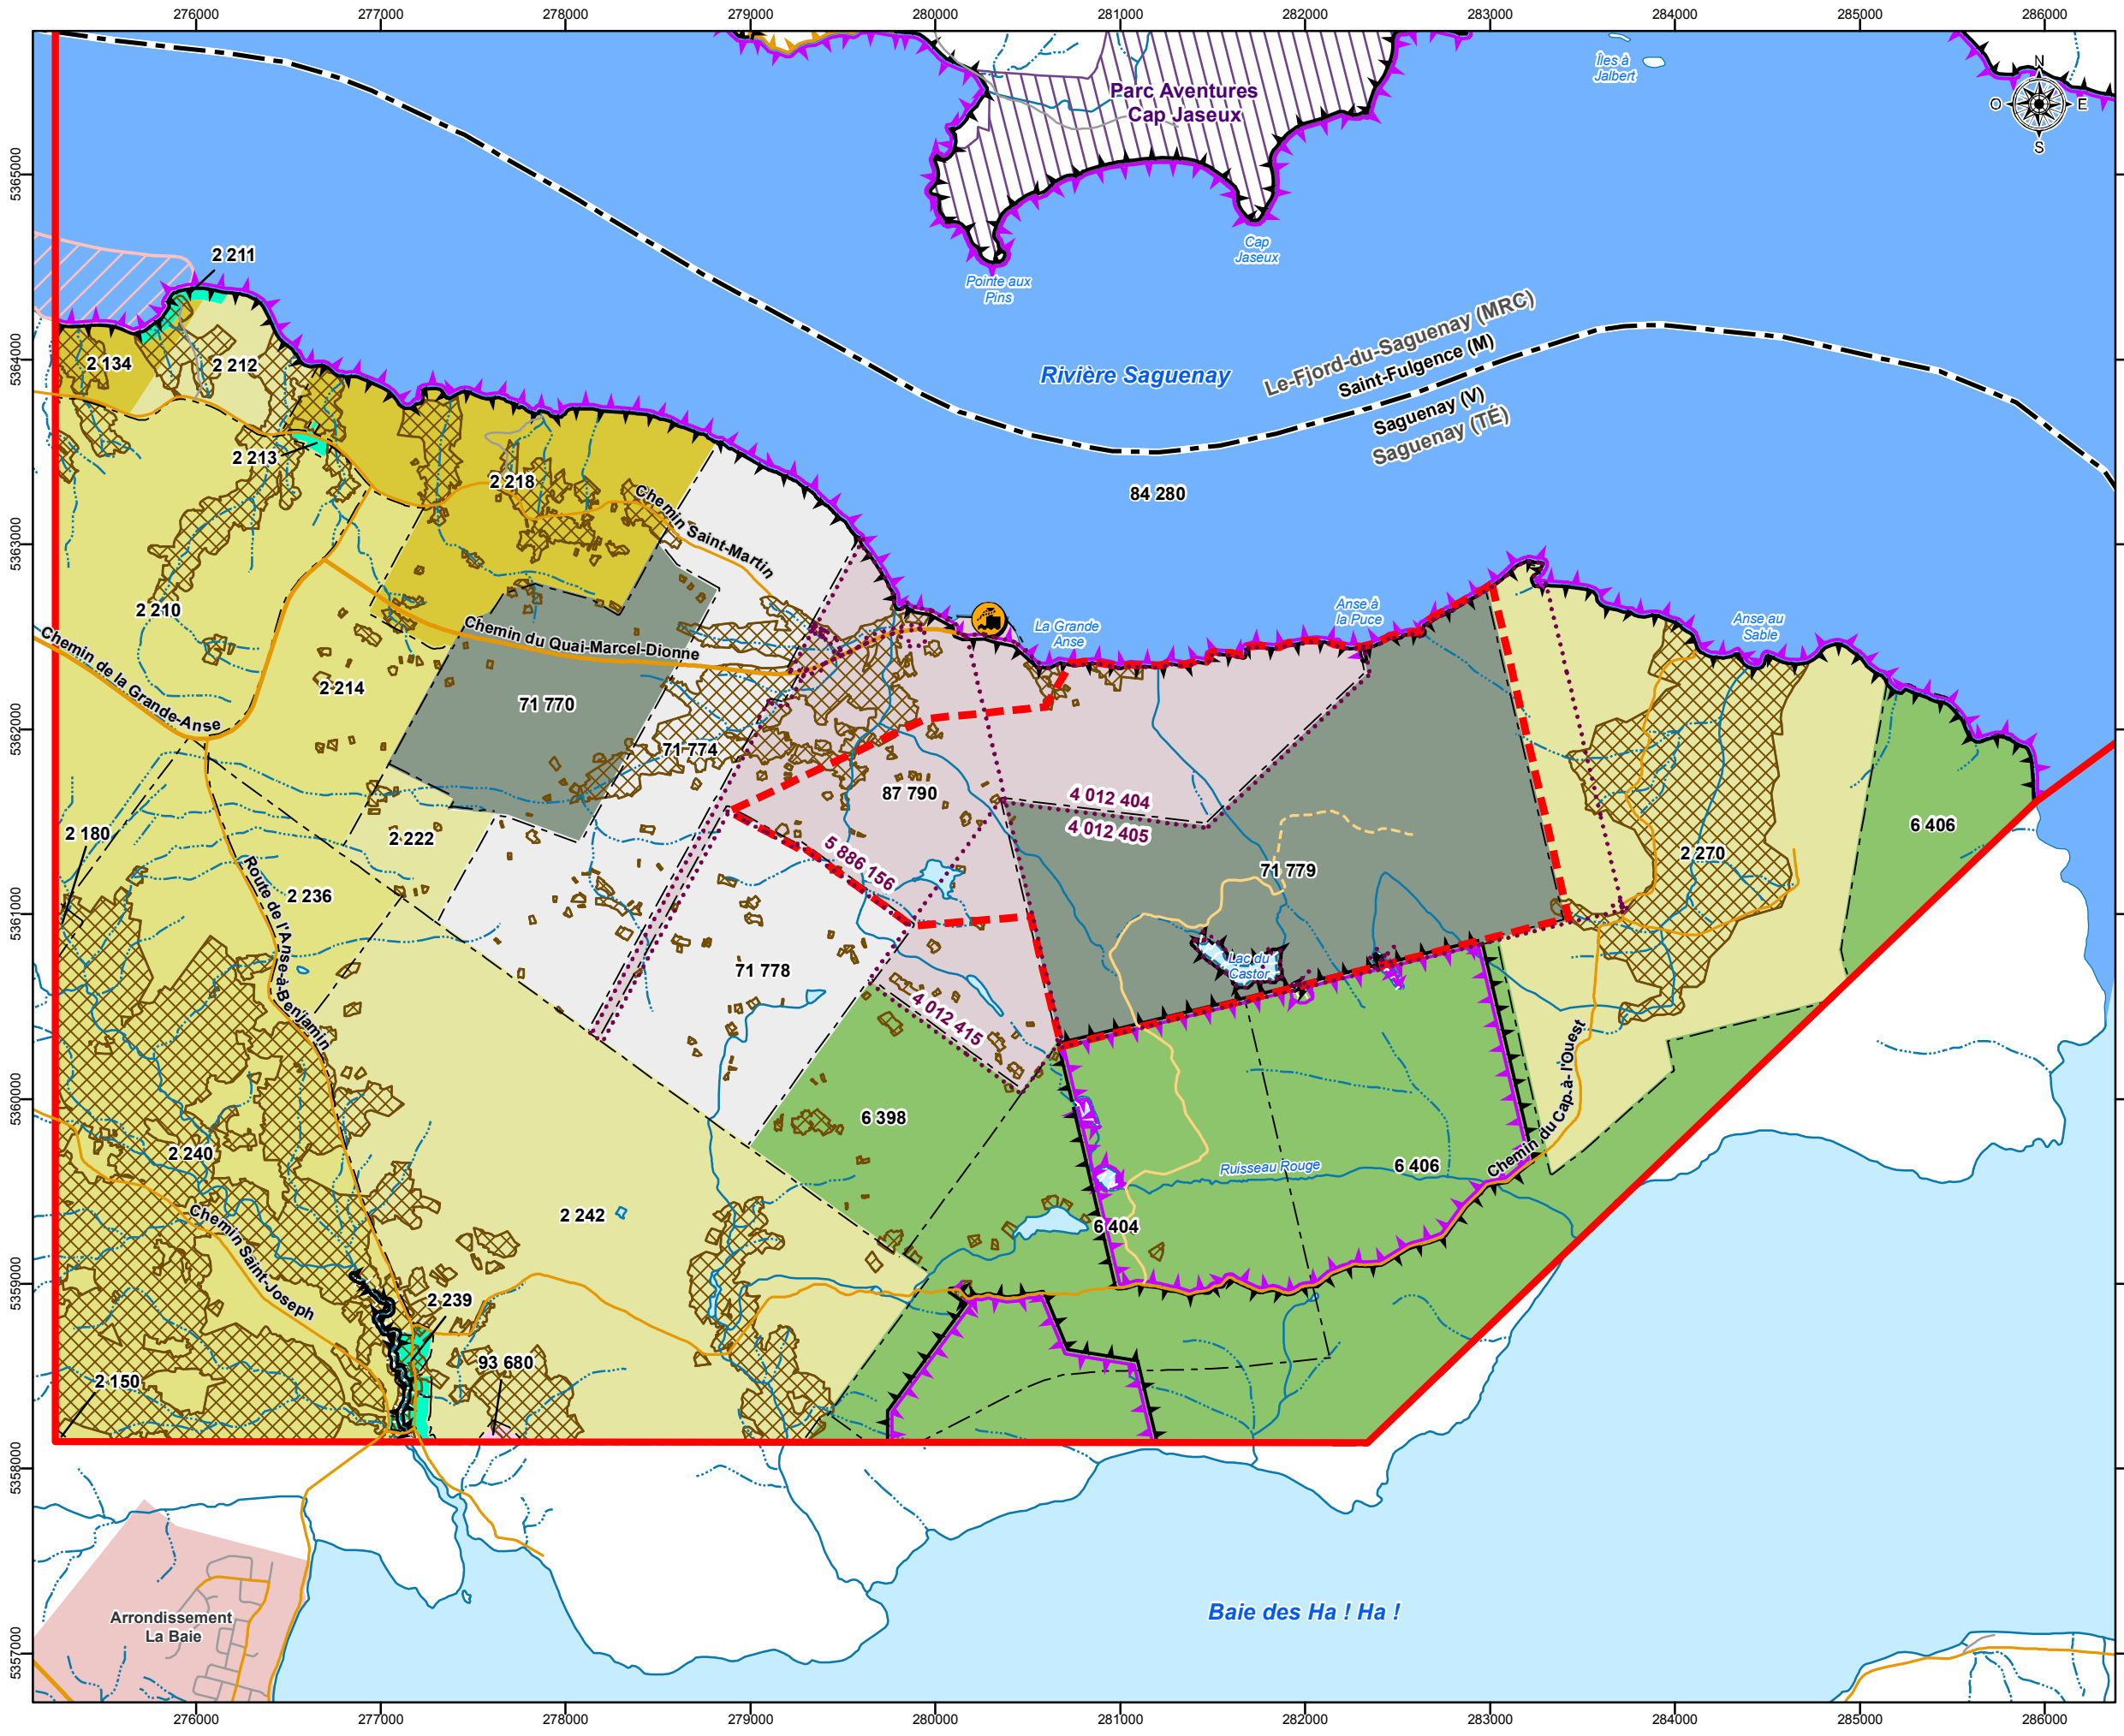 276000 277000 278000 279000 280000 281000 282000 283000 284000 285000 286000
Îles à
Jalbert
N
O E
S
Parc Aventures
Cap Jaseux
5365000
2 211
Cap
Jaseux
Pointe aux
Pins
Le-Fjord-du-Saguenay (MRC)
Saint-Fulgence (M)
5364000
2 134
2 212
Rivière Saguenay
Saguenay (V)
Saguenay (TÉ)
2 213
2 218
84 280
Chemin Saint-Martin
5363000
2 210
Chemin du Quai-Marcel-Dionne
La Grande
Anse
Anse à
la Puce
Anse au
Sable
Chemin de la Grande-Anse
2 214
71 770
5362000
71 774
87 790
4 012 404
4 012 405
2 180
2 222
6 406
5 886 156
71 779
2 270
Route de l'Anse-à-Benjamin
2 236
5361000
71 778
Lac du
Castor
4 012 415
Chemin du Cap-à-l'Ouest
5360000
6 398
2 240
Ruisseau Rouge
6 406
2 242
6 404
Chemin Saint-Joseph
5359000
2 239
93 680
2 150
5358000
Arrondissement
La Baie
Baie des Ha ! Ha !
5357000
276000 277000 278000 279000 280000 281000 282000 283000 284000 285000 286000